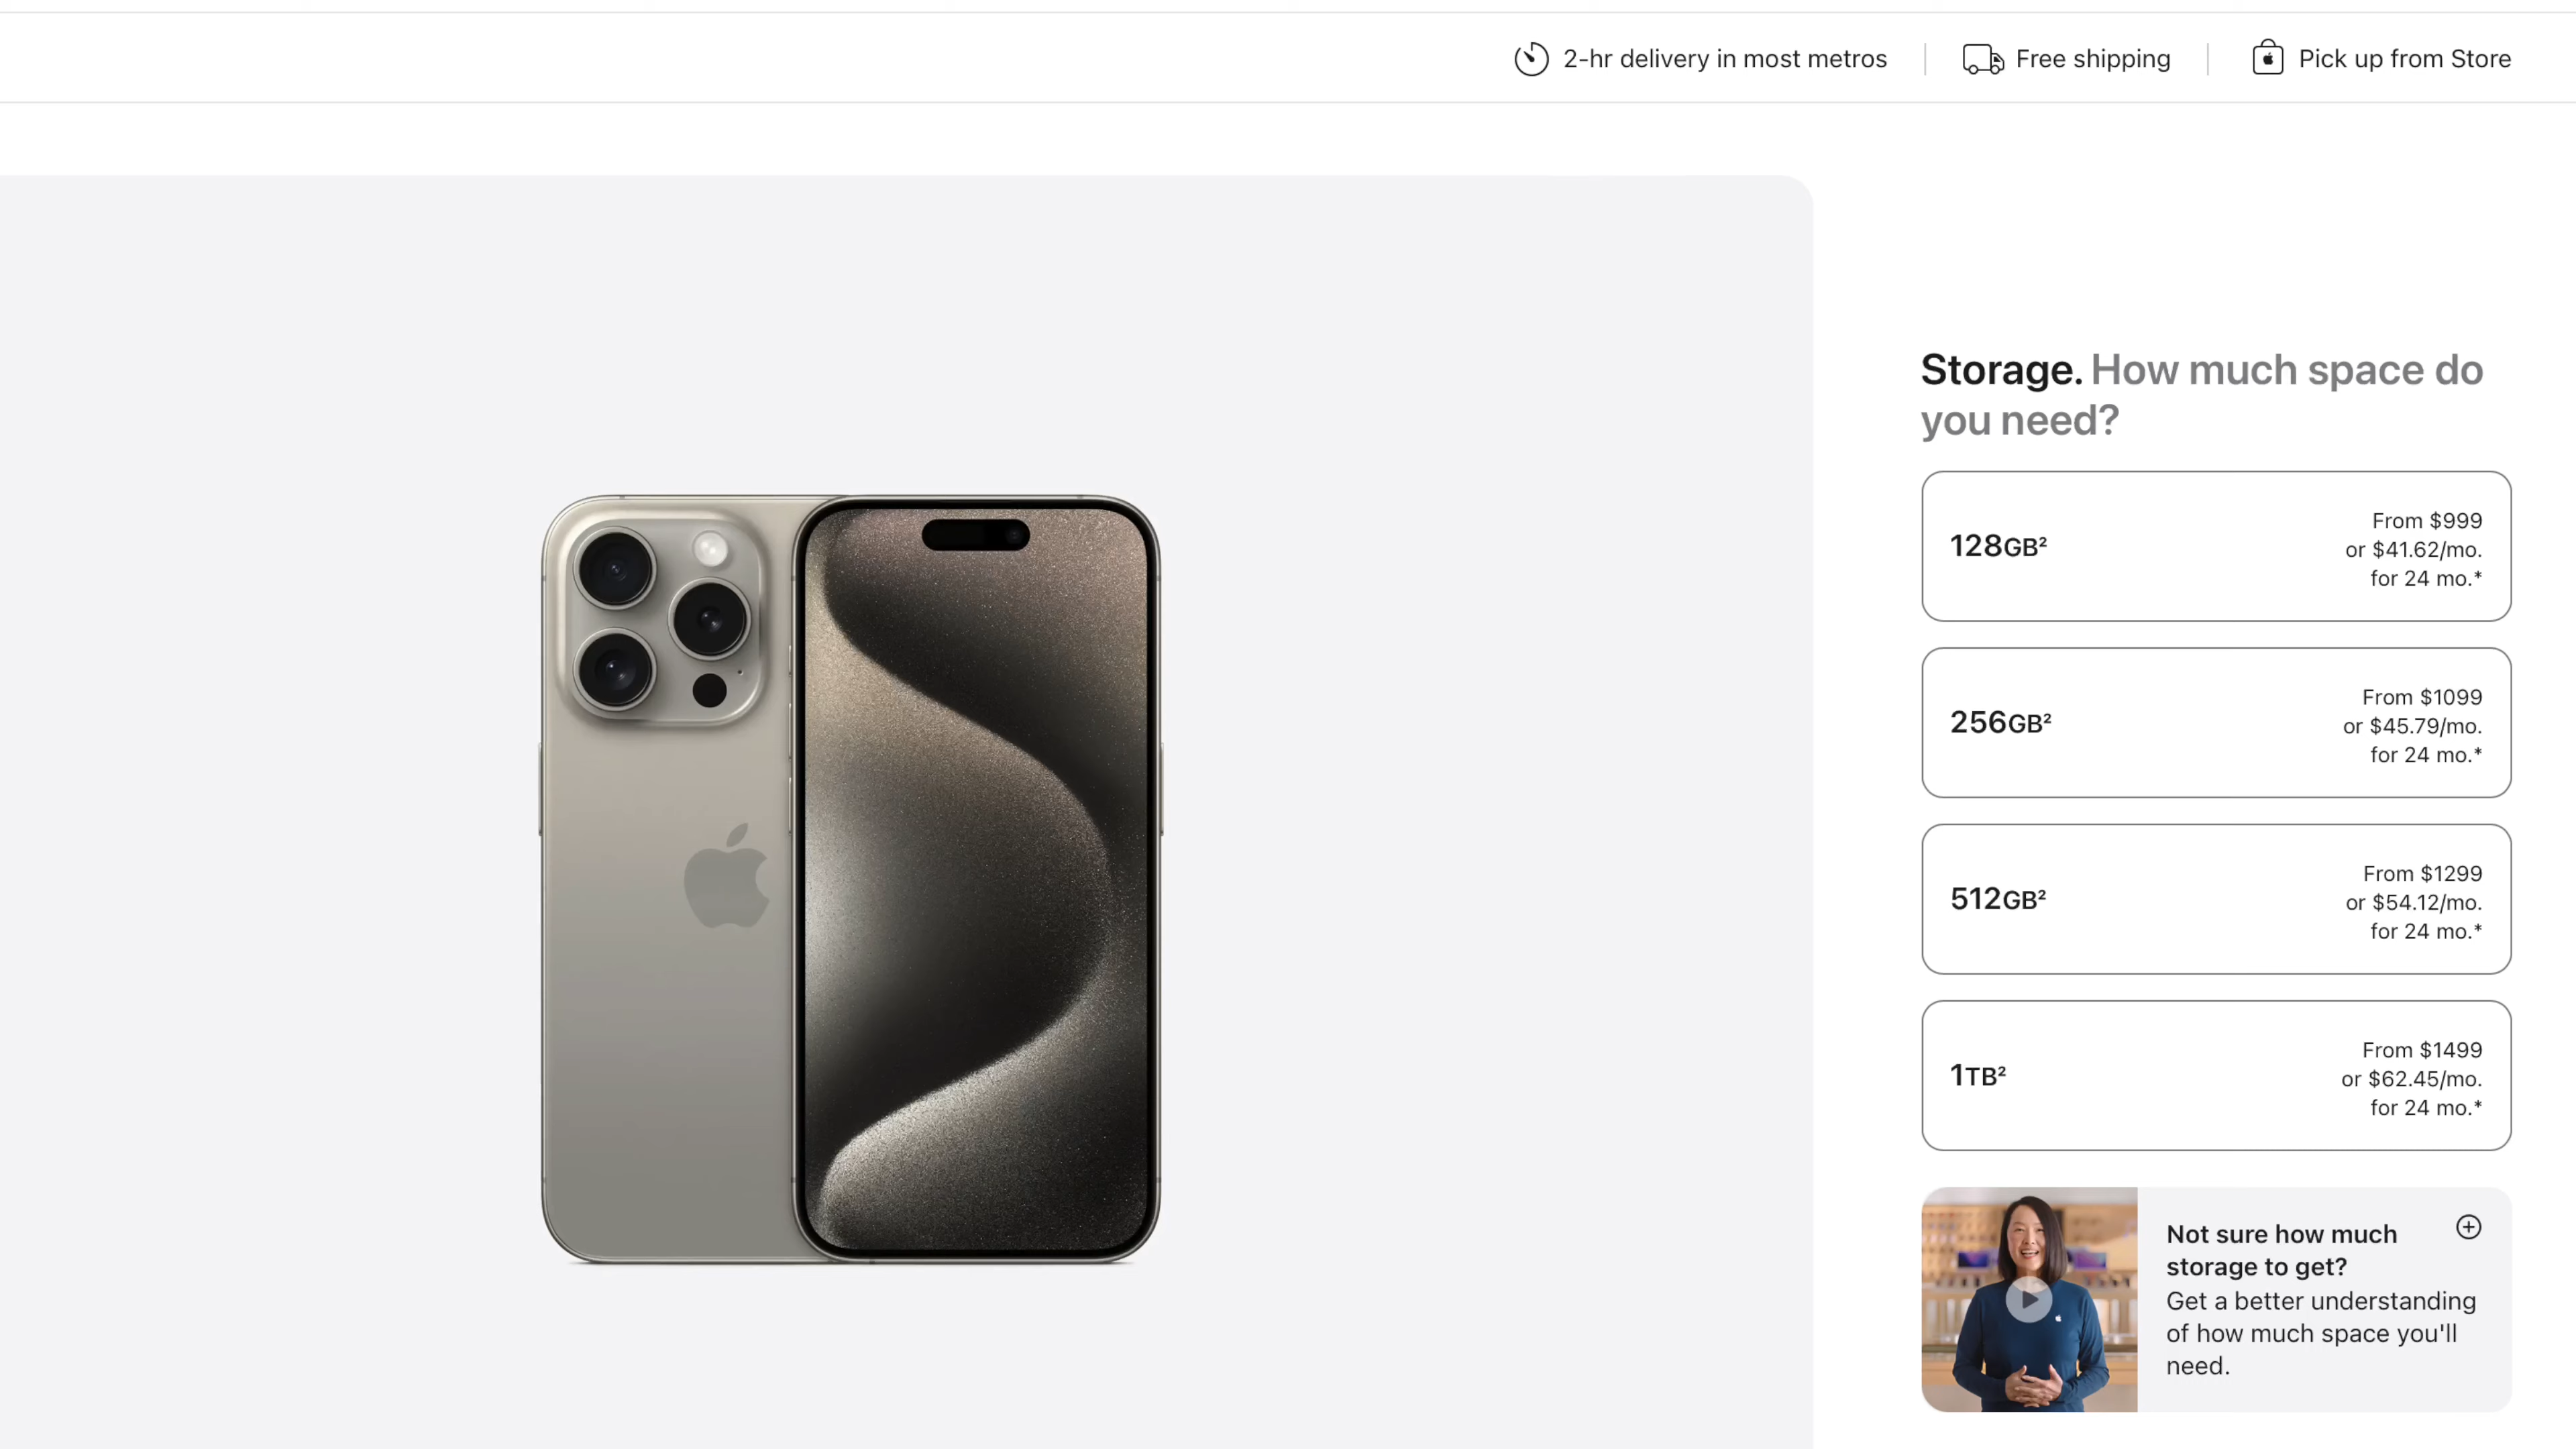 2-hr delivery in most metros
Free shipping
Pick up from Store
Storage. How much space do
you need?
128GB²
From $999
or $41.62/mo.
for 24 mo.*
256GB²
From $1099
or $45.79/mo.
for 24 mo.*
512GB²
From $1299
or $54.12/mo.
for 24 mo.*
1TB²
From $1499
or $62.45/mo.
for 24 mo.*
Not sure how much
storage to get?
Get a better understanding
of how much space you'll
need.